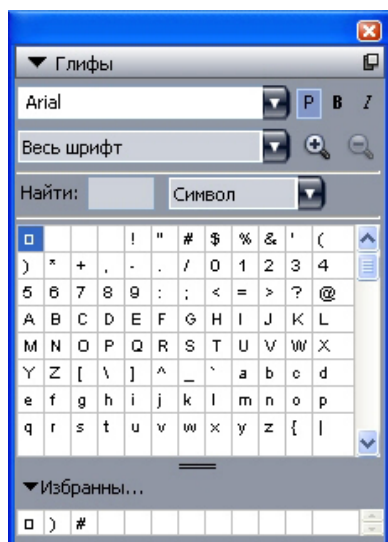 Глифы
Arial P B I
Весь шрифт
Найти: Символ
! " # $ % & ' (
) * + , - . / 0 1 2 3 4
5 6 7 8 9 : ; < = > ? @
A B C D E F G H I J K L
M N O P Q R S T U V W X
Y Z [ \ ] ^ _ ` a b c d
e f g h i j k l m n o p
q r s t u v w x y z { |
Избранны...
) #